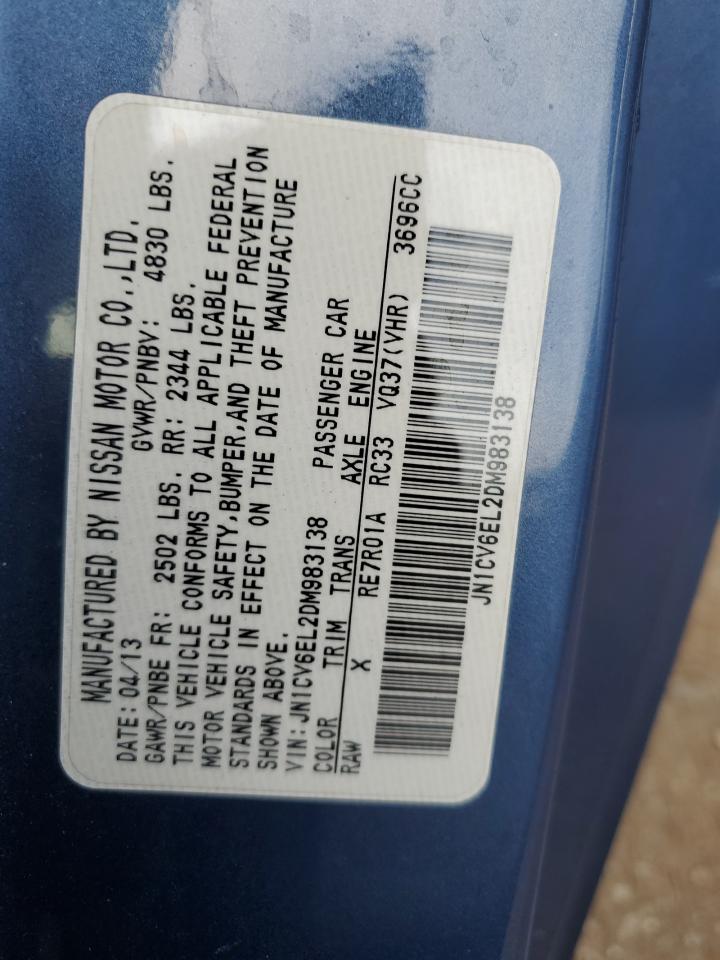 MANUFACTURED BY NISSAN MOTOR CO.,LTD.
DATE:04/13 GVWR/PNBV: 4830 LBS.
GAWR/PNBE FR: 2502 LBS. RR: 2344 LBS.
THIS VEHICLE CONFORMS TO ALL APPLICABLE FEDERAL
MOTOR VEHICLE SAFETY,BUMPER,AND THEFT PREVENTION
STANDARDS IN EFFECT ON THE DATE OF MANUFACTURE
SHOWN ABOVE.
VIN:JN1CV6EL2DM983138 PASSENGER CAR
COLOR TRIM TRANS AXLE ENGINE
RAW X RE7R01A RC33 VQ37(VHR) 3696CC
JN1CV6EL2DM983138